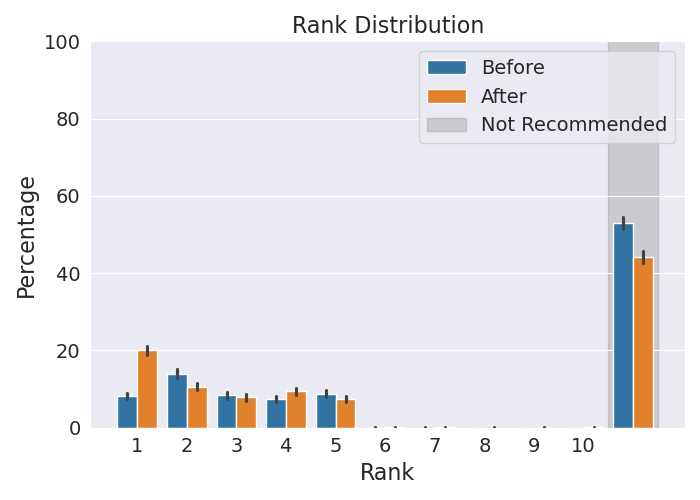 Rank Distribution
100
80
60
40
20
0
Percentage
Before
After
Not Recommended
1 2 3 4 5 6 7 8 9 10
Rank